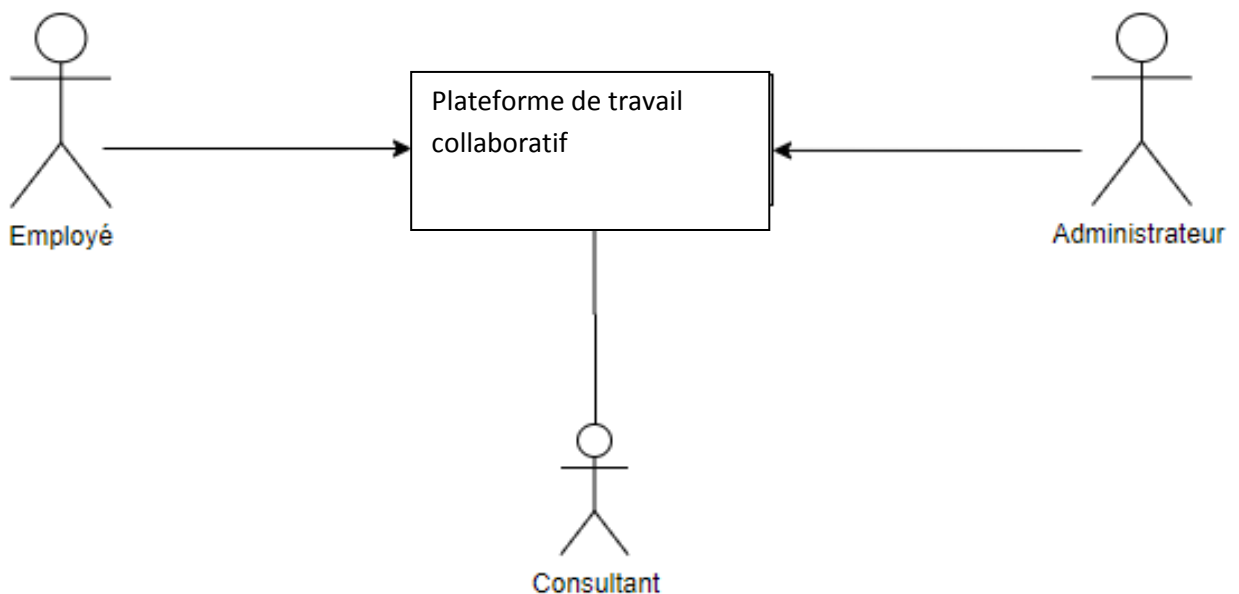 Plateforme de travail
collaboratif
Employé
Administrateur
Consultant